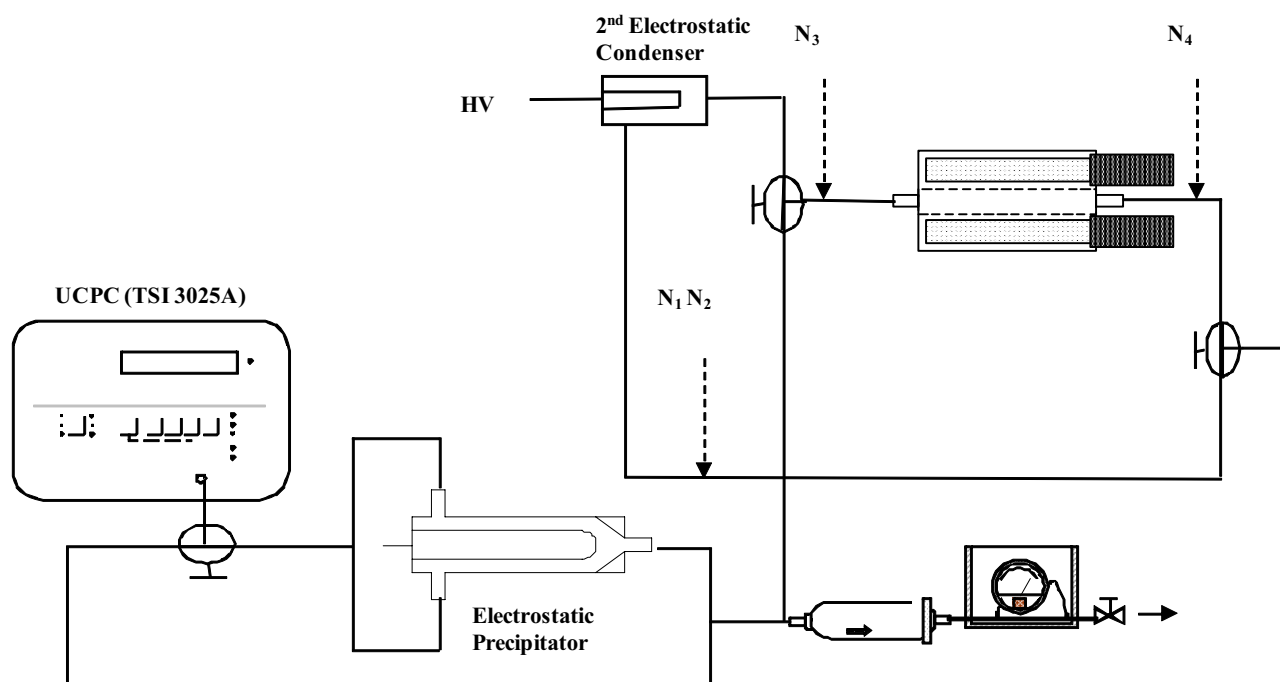 2nd Electrostatic
Condenser
N3
N4
HV
UCPC (TSI 3025A)
N1 N2
Electrostatic
Precipitator